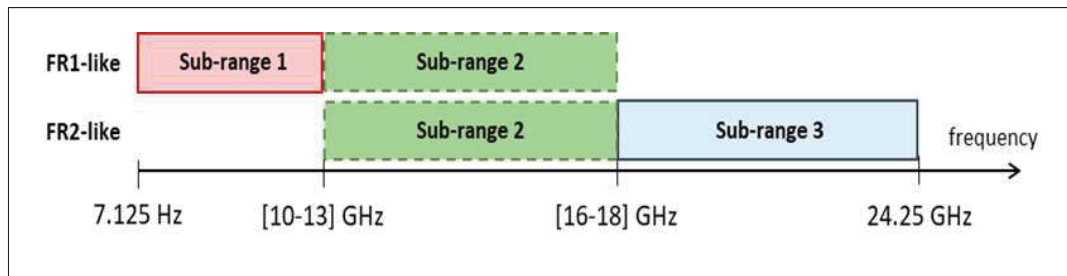 FR1-like Sub-range 1 Sub-range 2
FR2-like Sub-range 2 Sub-range 3
frequency
7.125 Hz [10-13] GHz [16-18] GHz 24.25 GHz